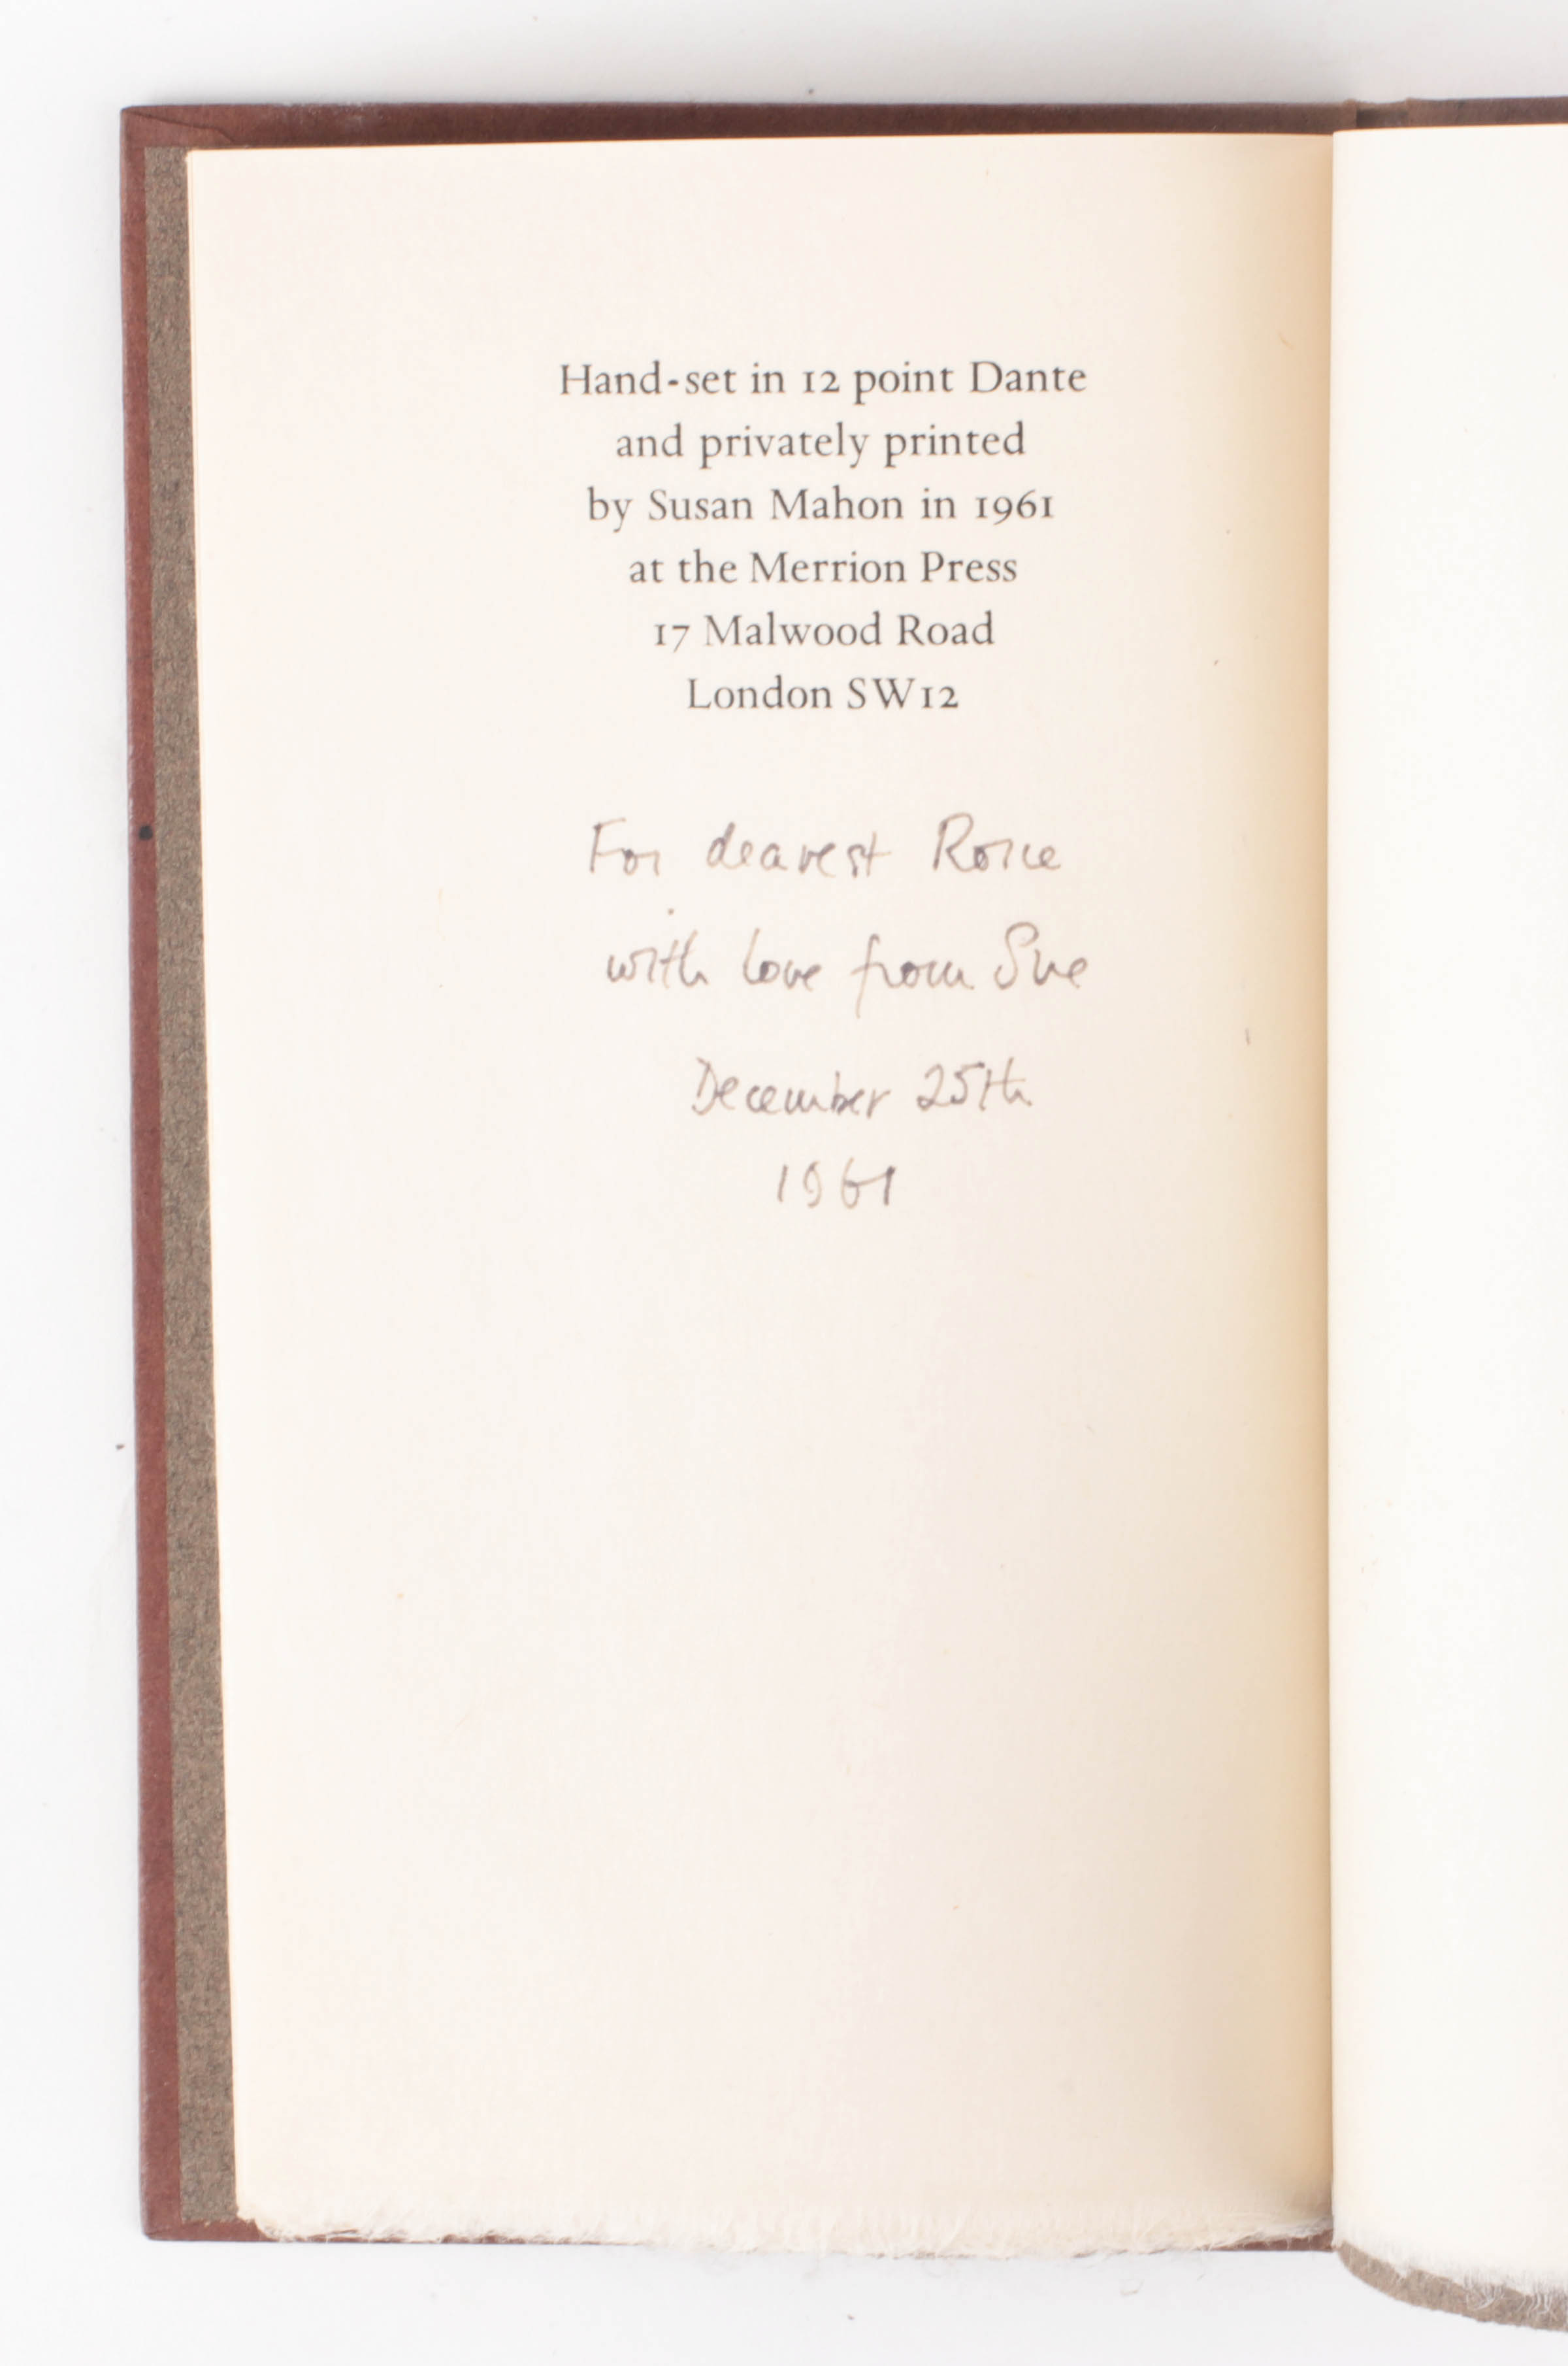 Hand-set in 12 point Dante
and privately printed
by Susan Mahon in 1961
at the Merrion Press
17 Malwood Road
London SW12
For dearest
with love from Sue
December 25th
1961